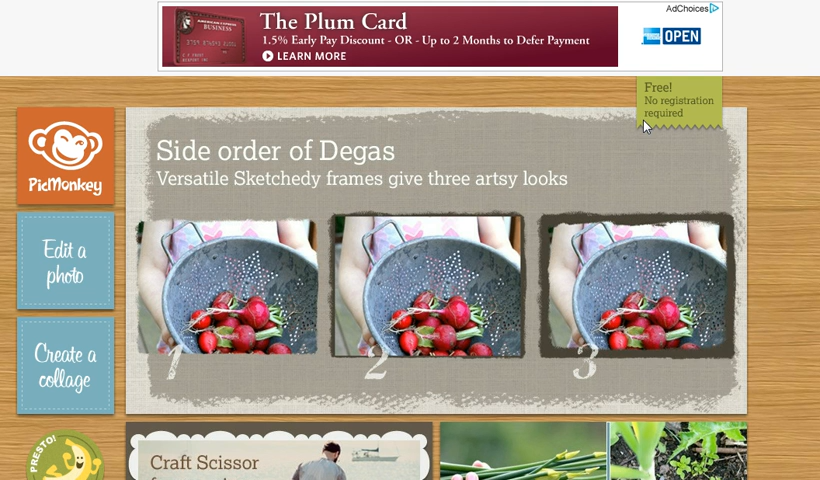 The Plum Card
1.5% Early Pay Discount - OR - Up to 2 Months to Defer Payment
LEARN MORE
BUSINESS
AdChoices
OPEN
Free!
No registration
required
PicMonkey
Side order of Degas
Versatile Sketchedy frames give three artsy looks
Edit a
photo
Create a
collage
1
2
3
PRESTO!
Craft Scissor